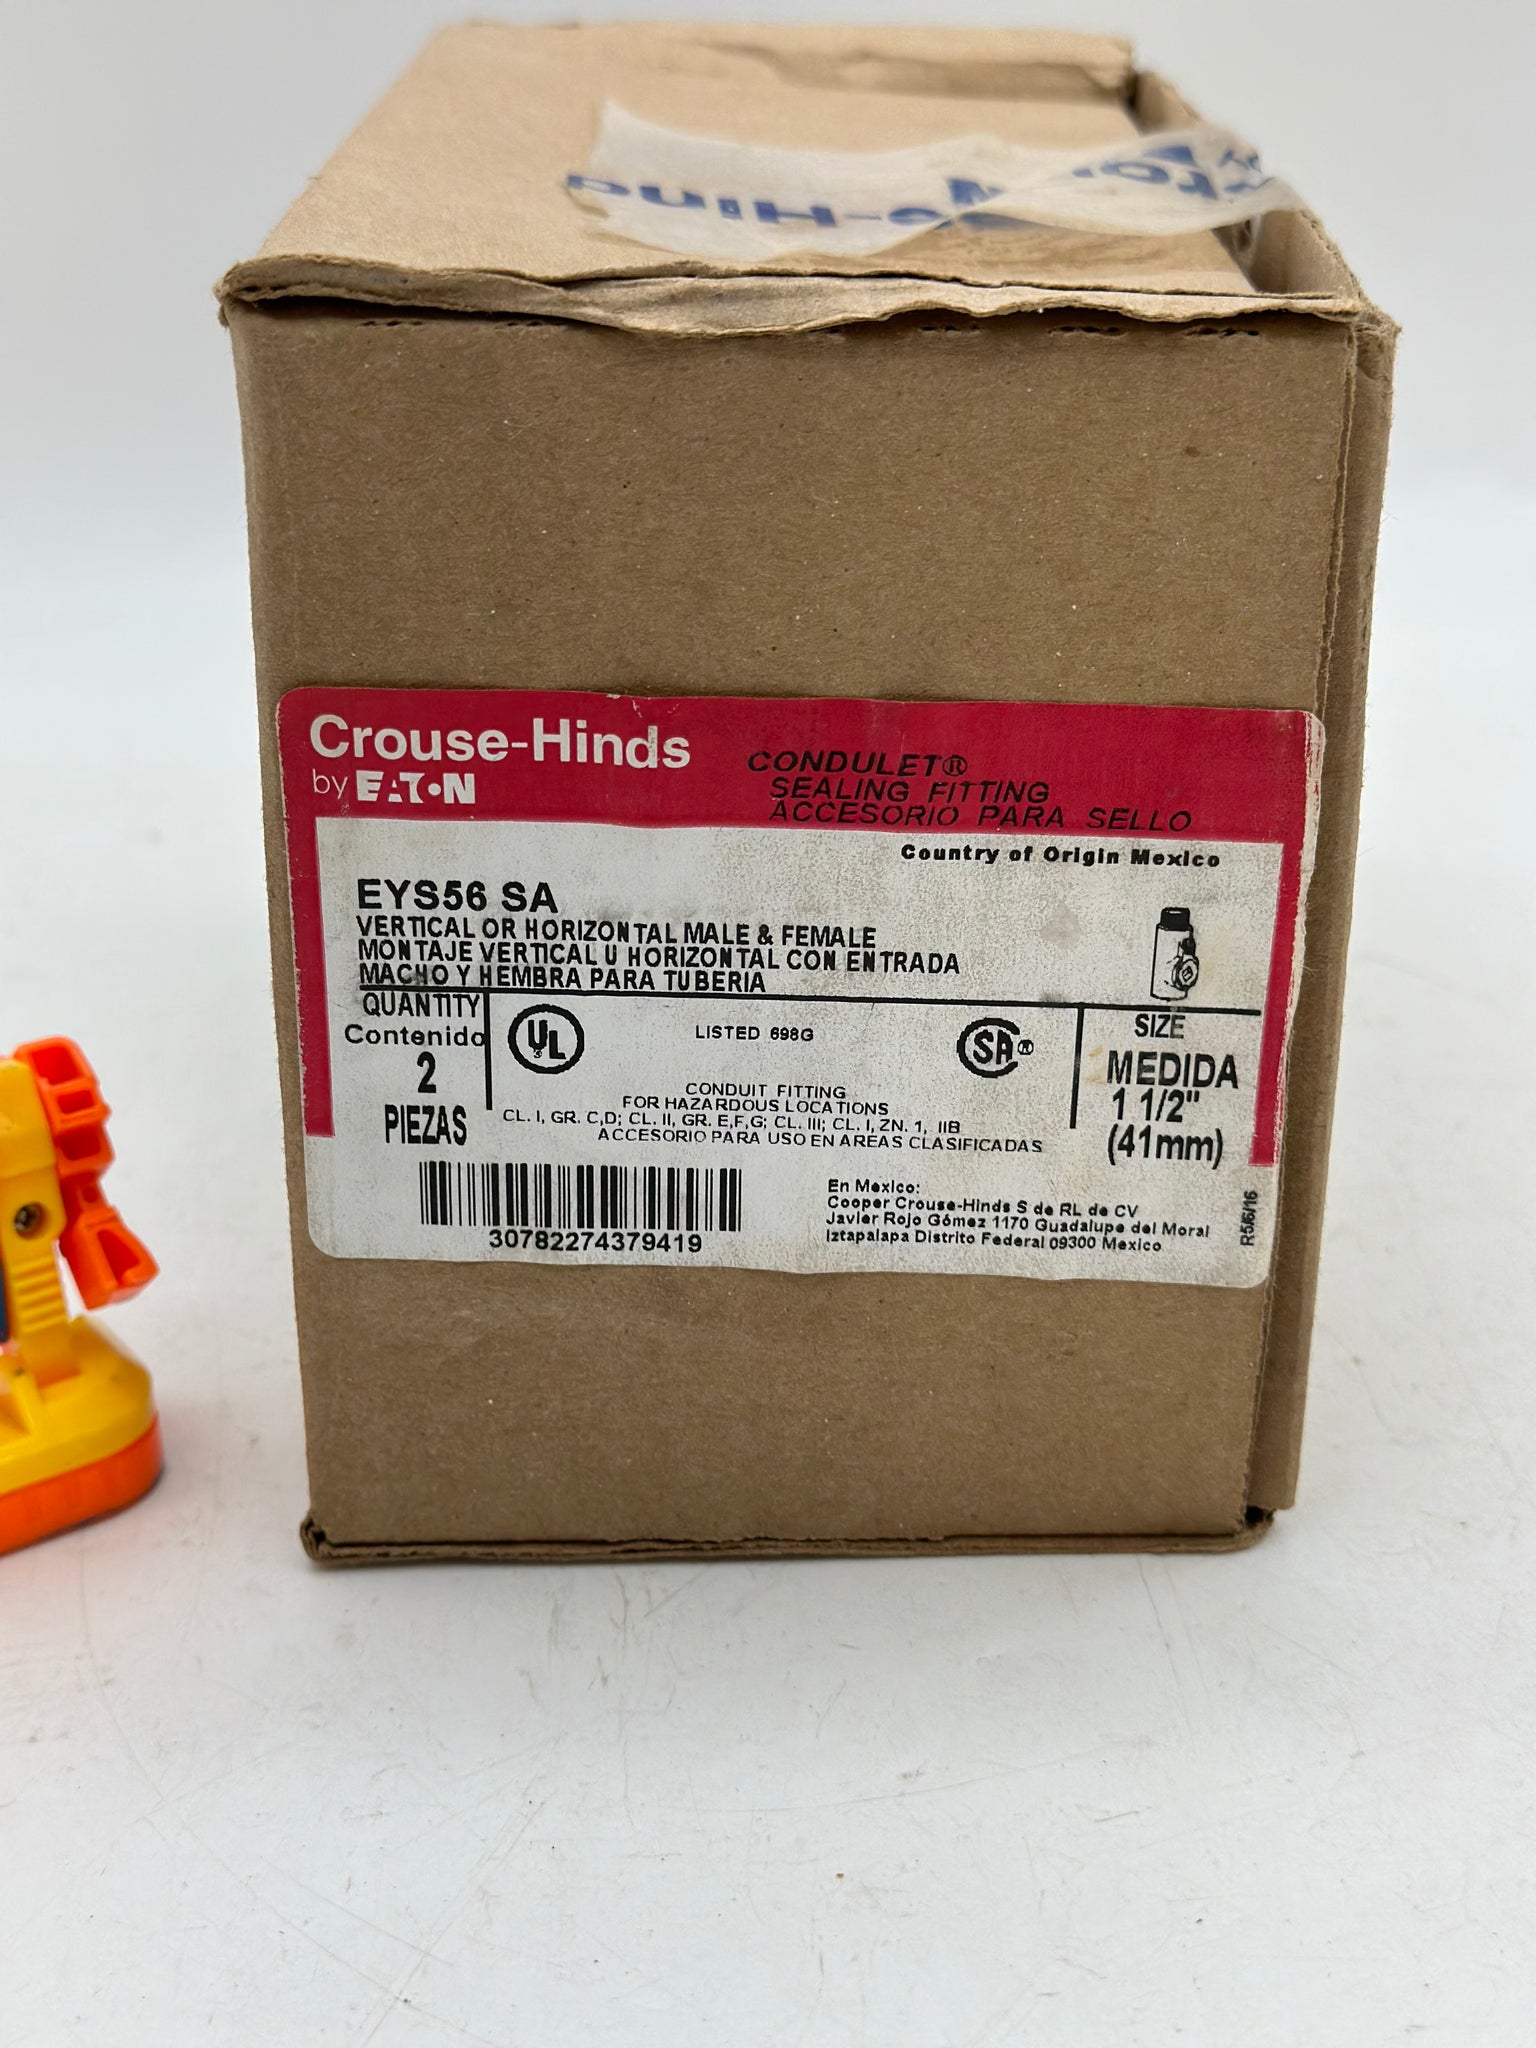 Crouse-Hinds
by EATON
CONDULET®
SEALING FITTING
ACCESORIO PARA SELLO
Country of Origin Mexico
EYS56 SA
VERTICAL OR HORIZONTAL MALE & FEMALE
MONTAJE VERTICAL U HORIZONTAL CON ENTRADA
MACHO Y HEMBRA PARA TUBERIA
QUANTITY
Contenido
2
PIEZAS
UL
LISTED 698G
SA®
CONDUIT FITTING
FOR HAZARDOUS LOCATIONS
CL. I, GR. C,D; CL. II, GR. E,F,G; CL. III; CL. I, ZN. 1, IIB
ACCESORIO PARA USO EN AREAS CLASIFICADAS
SIZE
MEDIDA
1 1/2"
(41mm)
30782274379419
En Mexico:
Cooper Crouse-Hinds S de RL de CV
Javier Rojo Gómez 1170 Guadalupe del Moral
Iztapalapa Distrito Federal 09300 Mexico
R5/6/16